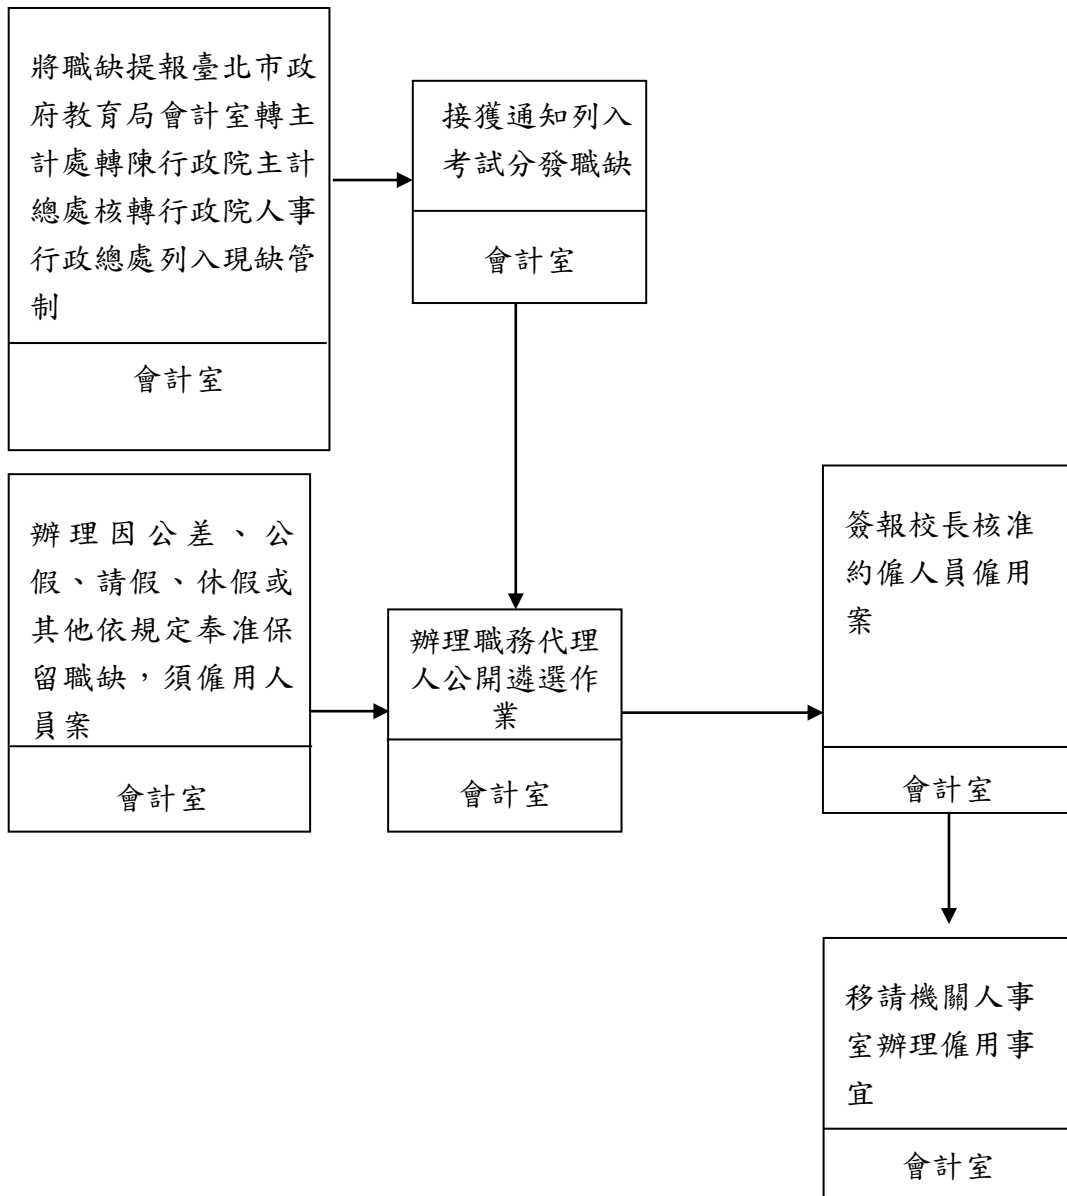 將職缺提報臺北市政
府教育局會計室轉主
計處轉陳行政院主計
總處核轉行政院人事
行政總處列入現缺管
制
會計室
接獲通知列入
考試分發職缺
會計室
辦理因公差、公
假、請假、休假或
其他依規定奉准保
留職缺，須僱用人
員案
會計室
辦理職務代理
人公開遴選作
業
會計室
簽報校長核准
約僱人員僱用
案
會計室
移請機關人事
室辦理僱用事
宜
會計室